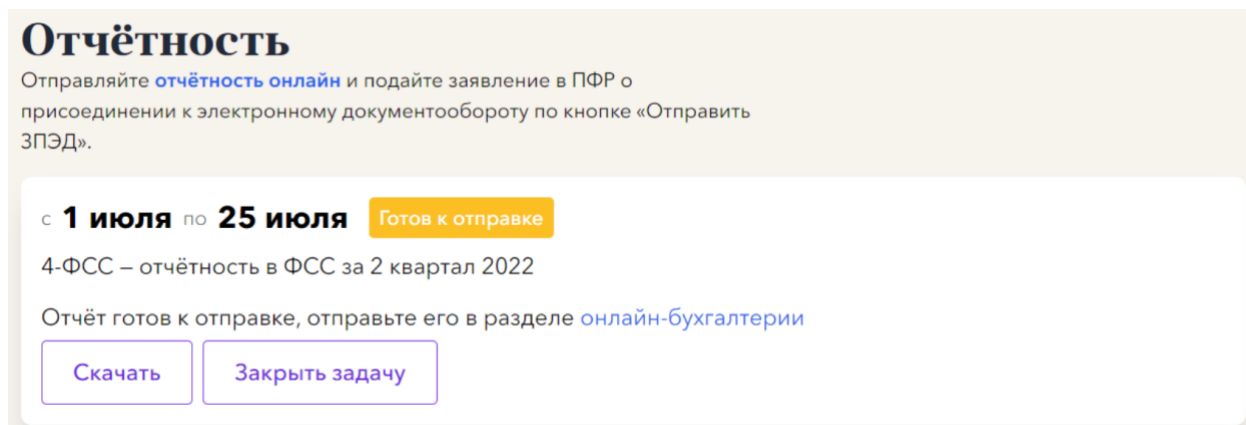 Отчётность
Отправляйте отчётность онлайн и подайте заявление в ПФР о
присоединении к электронному документообороту по кнопке «Отправить
ЗПЭД».
с 1 июля по 25 июля Готов к отправке
4-ФСС – отчётность в ФСС за 2 квартал 2022
Отчёт готов к отправке, отправьте его в разделе онлайн-бухгалтерии
Скачать Закрыть задачу